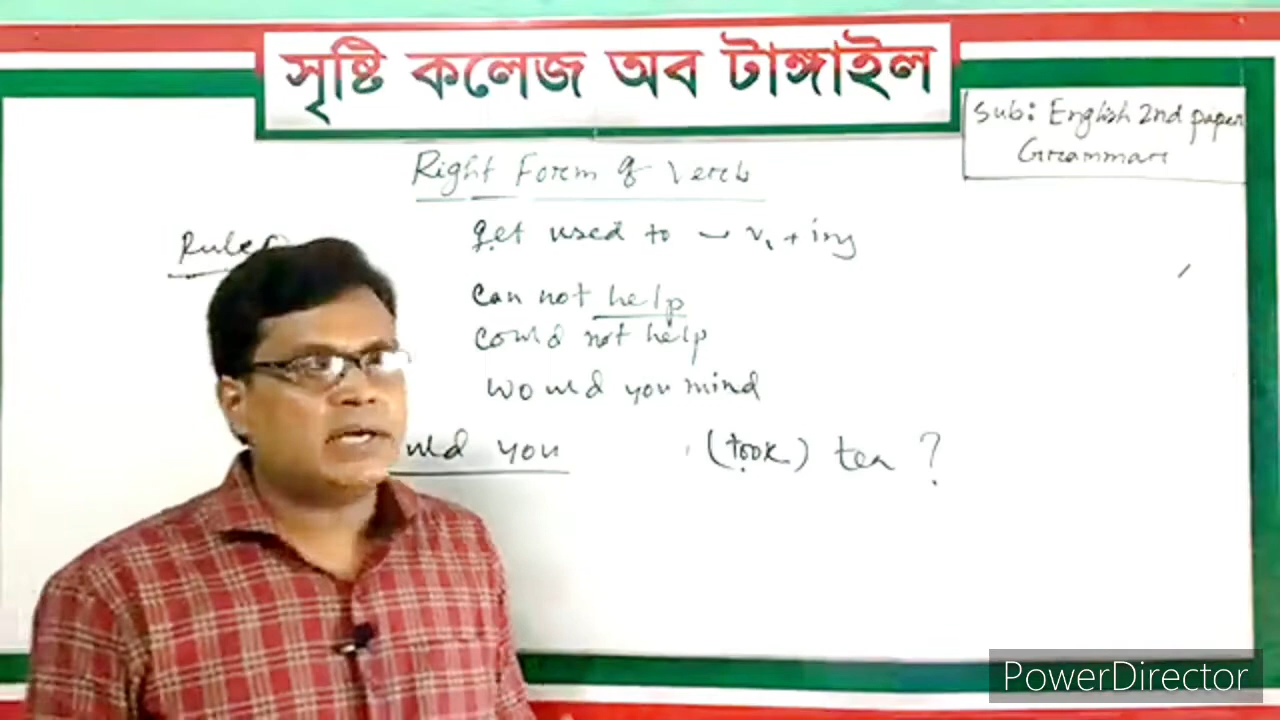 সৃষ্টি কলেজ অব টাঙ্গাইল
Sub: English 2nd paper
Grammar
Right Form of Verb
Rules
get used to — v₁ + ing
Can not help
Could not help
Would you mind
uld you (took) tea ?
PowerDirector